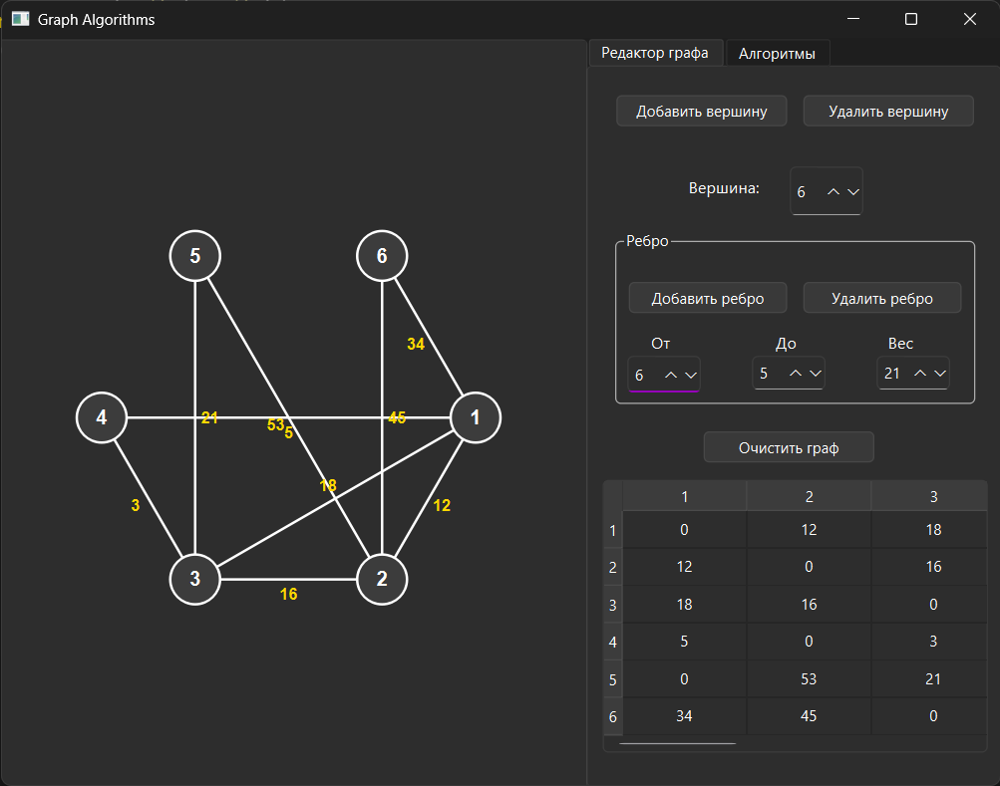 Graph Algorithms
Редактор графа
Алгоритмы
Добавить вершину
Удалить вершину
Вершина:
6
Ребро
Добавить ребро
Удалить ребро
От
До
Вес
6
5
21
Очистить граф
1 2 3
1 0 12 18
2 12 0 16
3 18 16 0
4 5 0 3
5 0 53 21
6 34 45 0
5
6
34
4
21
53
5
45
1
18
3
12
3
16
2